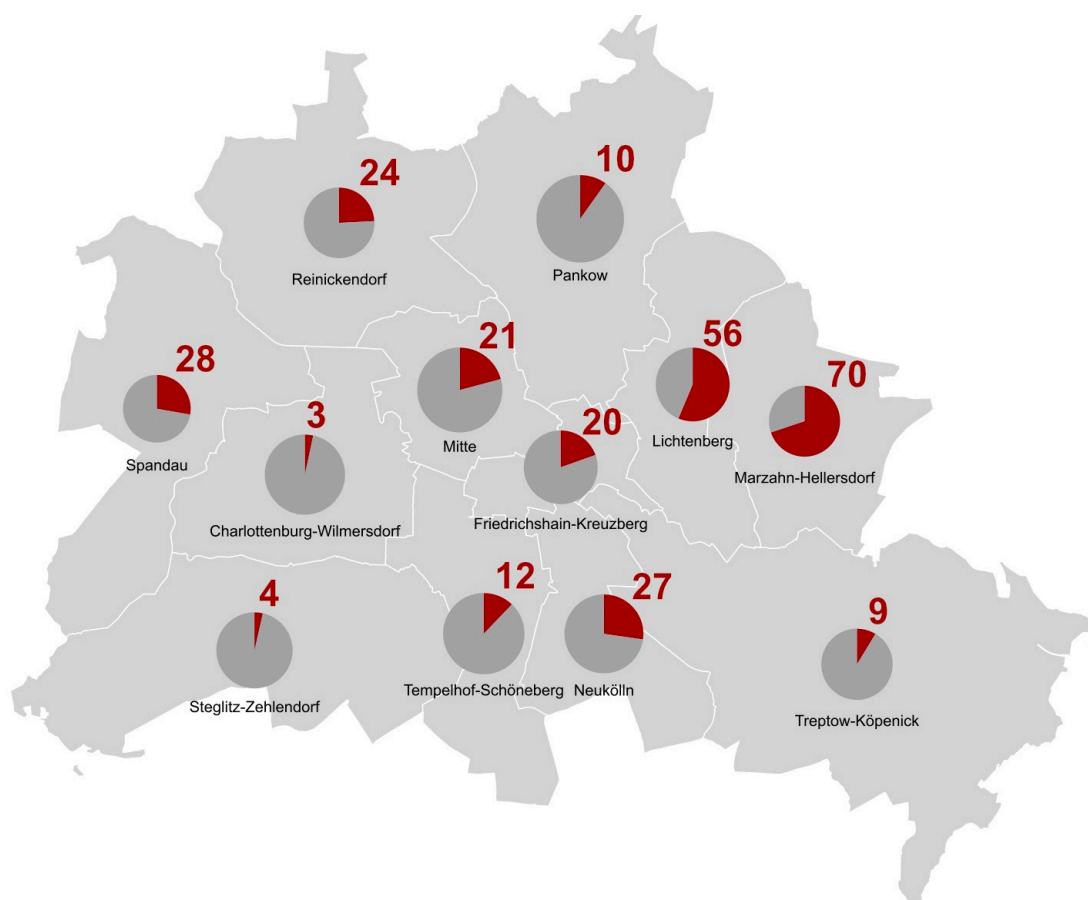 10
Pankow
24
Reinickendorf
21
Mitte
56
Lichtenberg
70
Marzahn-Hellersdorf
28
Spandau
3
Charlottenburg-Wilmersdorf
20
Friedrichshain-Kreuzberg
4
Steglitz-Zehlendorf
12
Tempelhof-Schöneberg
27
Neukölln
9
Treptow-Köpenick